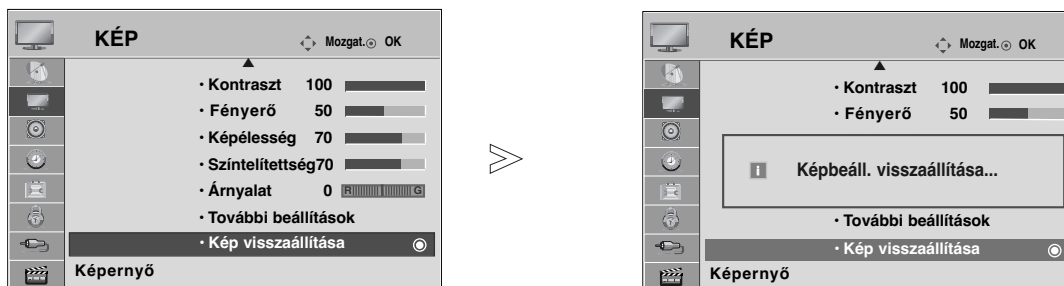 KÉP
Mozgat. OK
• Kontraszt 100
• Fényerő 50
• Képélesség 70
• Színtelítettség70
• Árnyalat 0 R G
• További beállítások
• Kép visszaállítása
Képernyő
KÉP
Mozgat. OK
• Kontraszt 100
• Fényerő 50
i Képbeáll. visszaállítása...
• További beállítások
• Kép visszaállítása
Képernyő